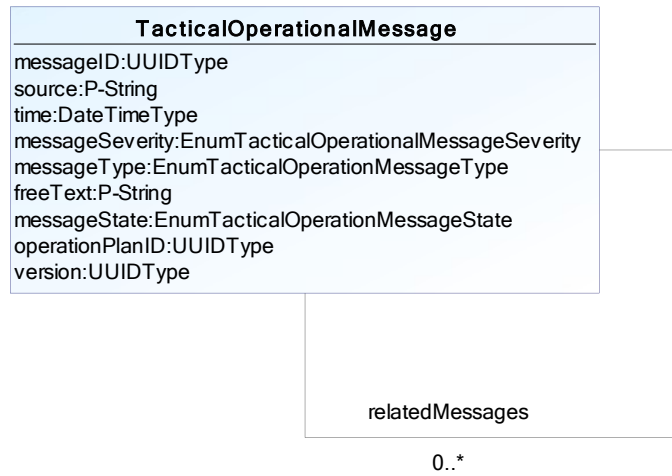 TacticalOperationalMessage
messageID:UUIDType
source:P-String
time:DateTimeType
messageSeverity:EnumTacticalOperationalMessageSeverity
messageType:EnumTacticalOperationMessageType
freeText:P-String
messageState:EnumTacticalOperationMessageState
operationPlanID:UUIDType
version:UUIDType
relatedMessages
0..*